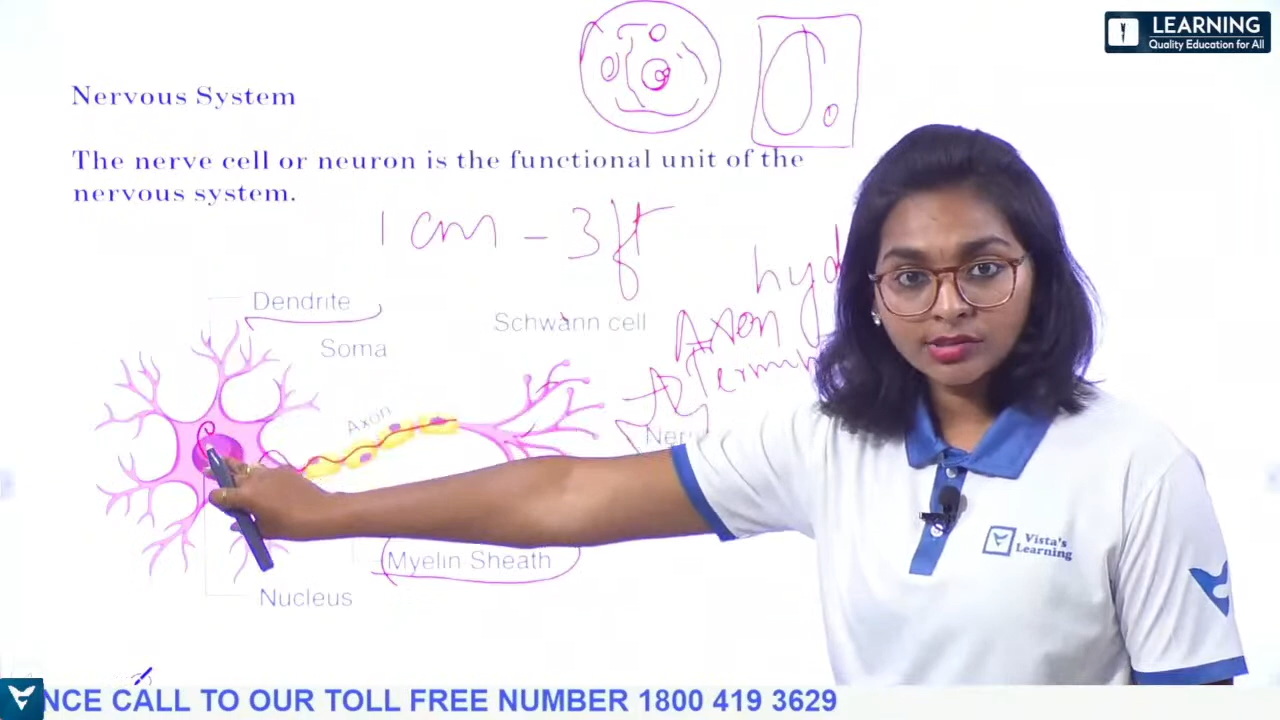 LEARNING
Quality Education for All
Nervous System
The nerve cell or neuron is the functional unit of the
nervous system.
1 cm - 3 ft
hyd
Dendrite
Schwann cell
Axon
Soma
Axon
Myelin Sheath
Vista's
Learning
Nucleus
NCE CALL TO OUR TOLL FREE NUMBER 1800 419 3629